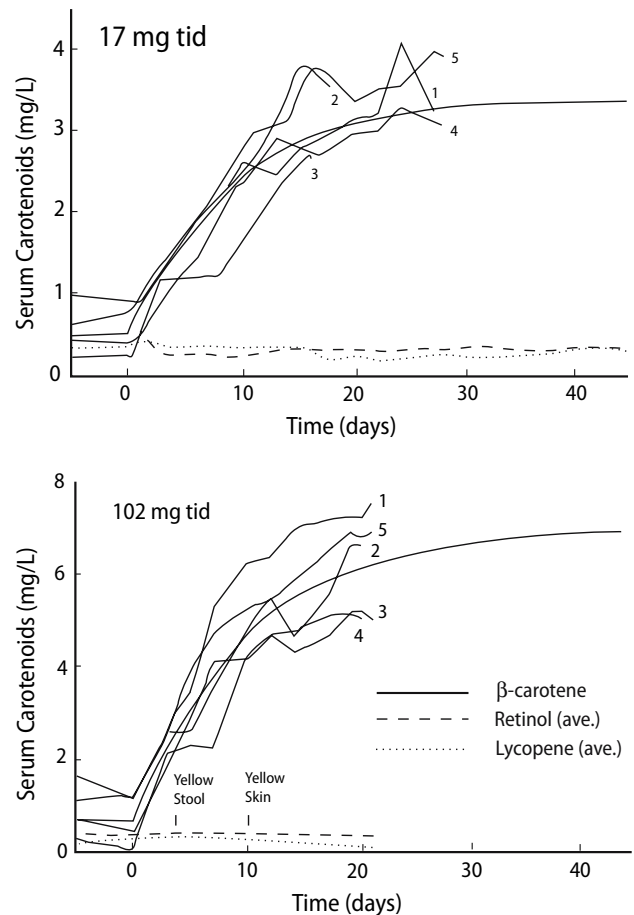 17 mg tid
Serum Carotenoids (mg/L)
4
3
2
1
0
5
1
2
4
3
0
10
20
30
40
Time (days)
102 mg tid
Serum Carotenoids (mg/L)
8
6
4
2
0
1
5
2
3
4
β-carotene
Retinol (ave.)
Lycopene (ave.)
Yellow
Stool
Yellow
Skin
0
10
20
30
40
Time (days)